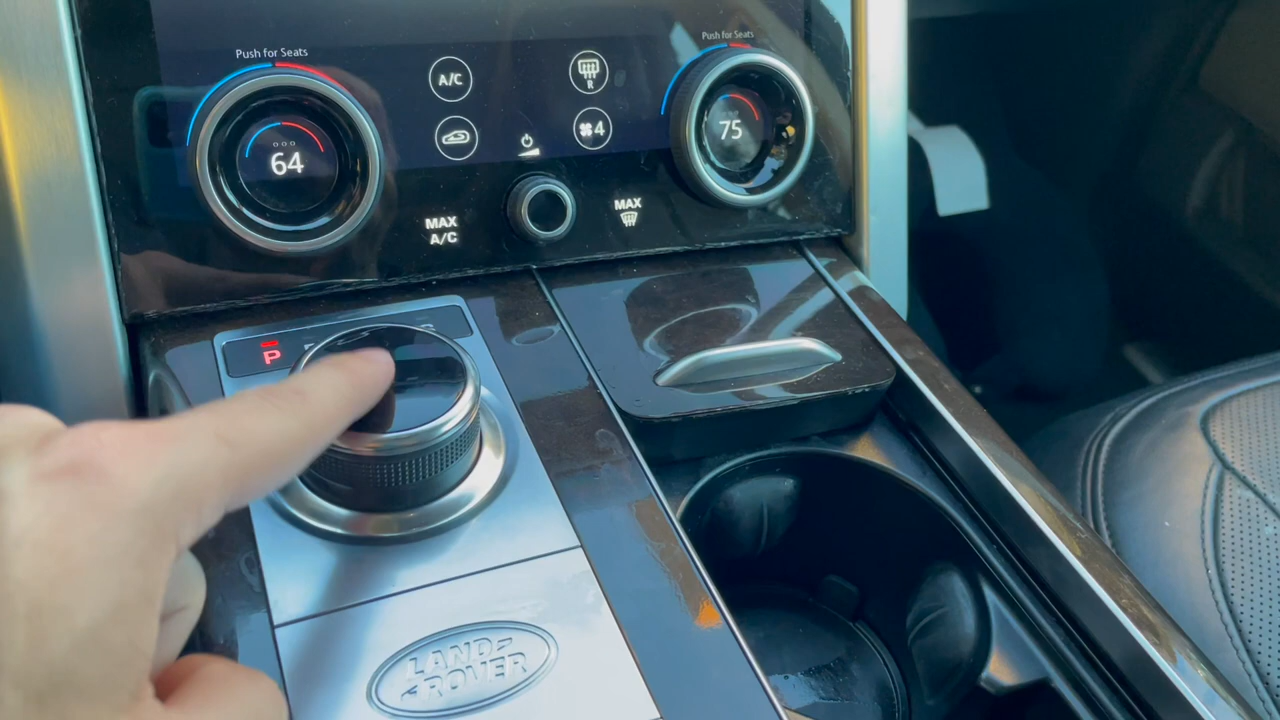 Push for Seats
Push for Seats
A/C
R
64
4
75
MAX
A/C
MAX
P
LAND
ROVER